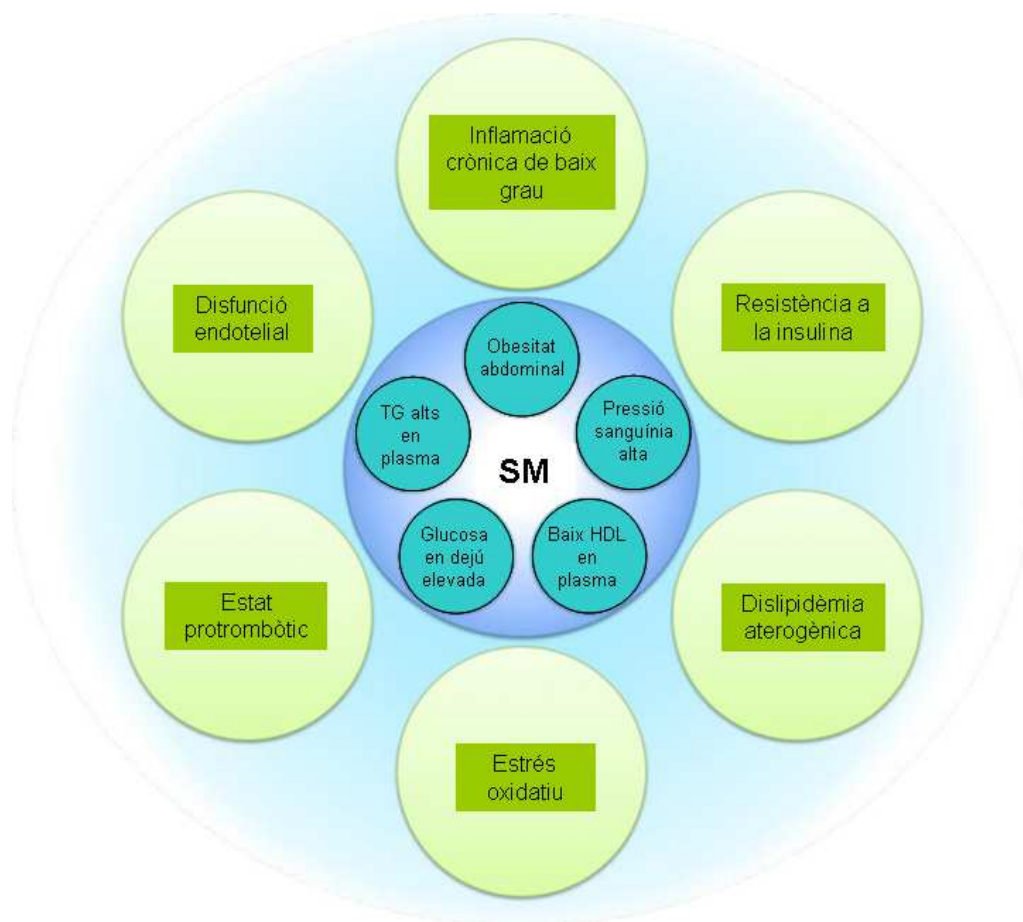 Inflamació
crònica de baix
grau
Disfunció
endotelial
Resistència a
la insulina
Obesitat
abdominal
TG alts
en
plasma
Pressió
sanguínia
alta
SM
Glucosa
en dejú
elevada
Baix HDL
en
plasma
Estat
protrombòtic
Dislipidèmia
aterogènica
Estrés
oxidatiu